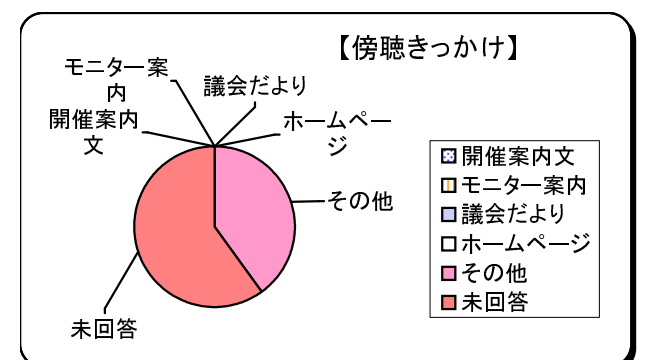 【傍聴きっかけ】
モニター案
内
議会だより
開催案内
文
ホームペー
ジ
その他
未回答
開催案内文
モニター案内
議会だより
ホームページ
その他
未回答